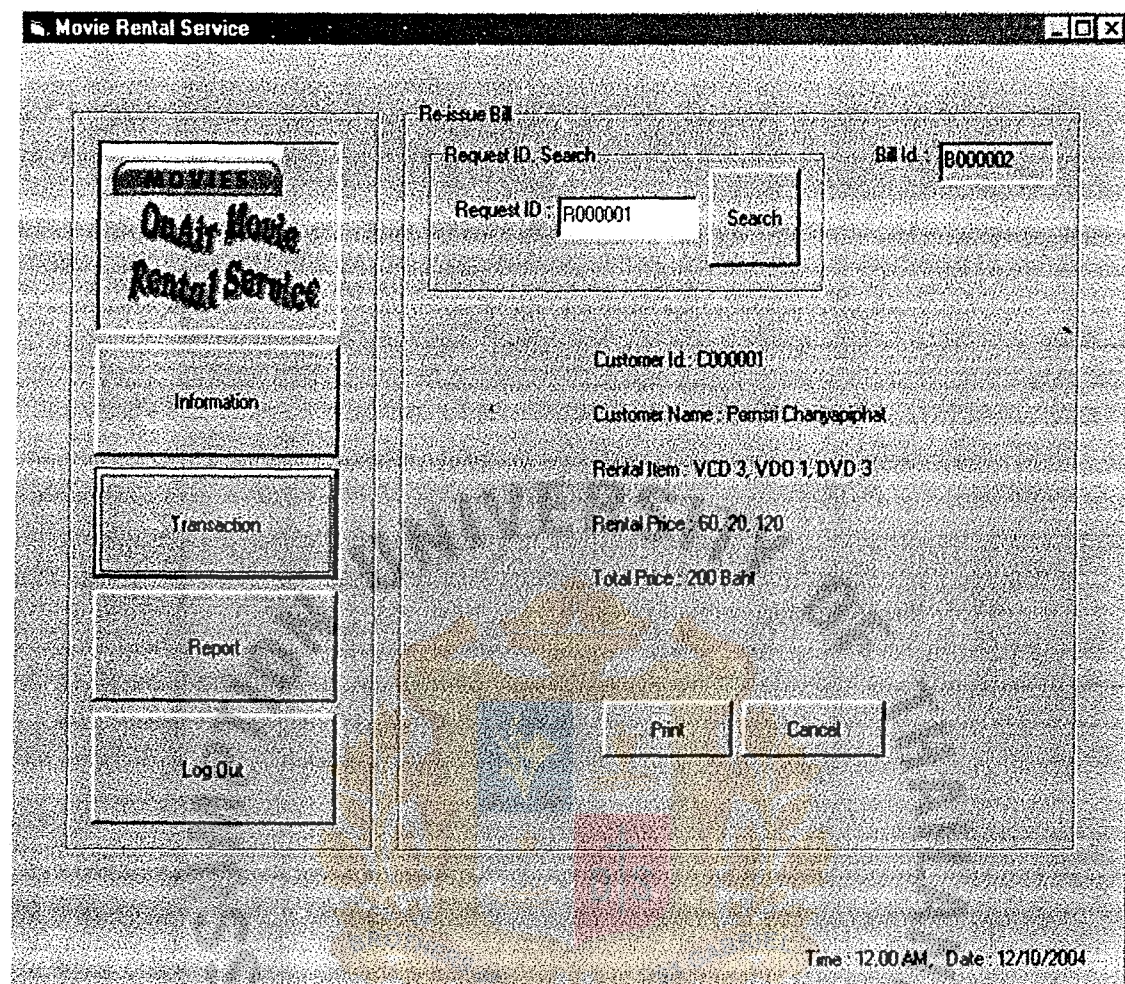 Movie Rental Service
MOVIES
OnAir Movie
Rental Service
Information
Transaction
Report
Log Out
Re-issue Bill
Request ID. Search
Request ID : R000001
Search
Bill Id : B000002
Customer Id : C000001
Customer Name : Pornsri Chanyapiphat
Rental Item : VCD 3, VDO 1, DVD 3
Rental Price : 60, 20, 120
Total Price : 200 Baht
Print
Cancel
Time : 12.00 AM, Date : 12/10/2004
UNIVERSITY OF